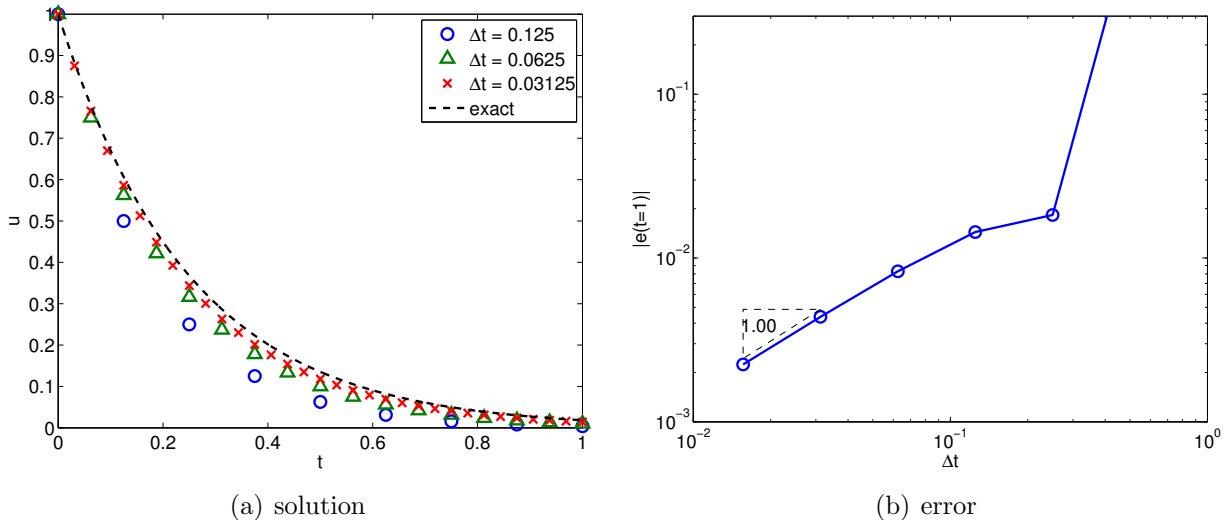 1
0.9
0.8
0.7
0.6
0.5
0.4
0.3
0.2
0.1
0
u
0 0.2 0.4 0.6 0.8 1
t
Δt = 0.125
Δt = 0.0625
Δt = 0.03125
exact
(a) solution
10⁻¹
10⁻²
10⁻³
|e(t=1)|
1.00
10⁻² 10⁻¹ 10⁰
Δt
(b) error